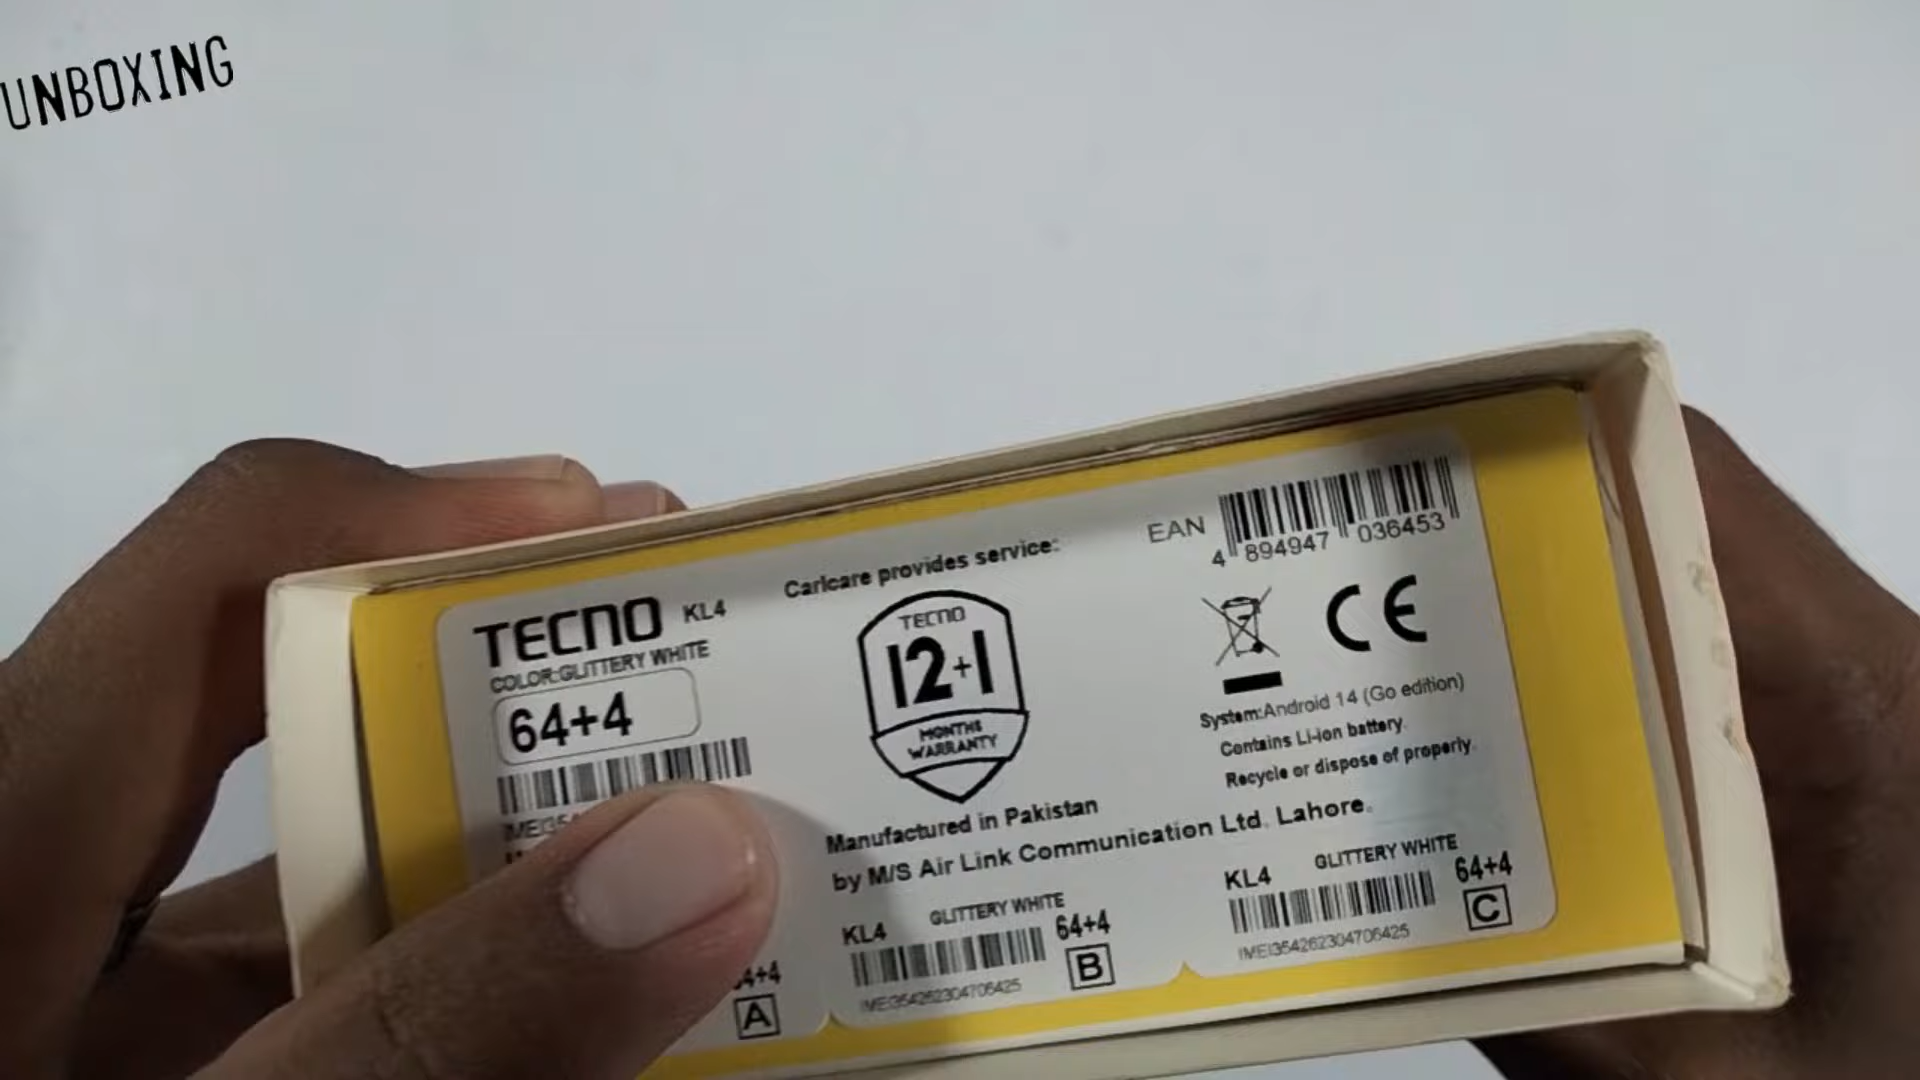 UNBOXING
TECNO KL4
COLOR:GLITTERY WHITE
64+4
Carlcare provides service:
TECNO
12+1
MONTHS
WARRANTY
EAN
4 894947 036453
CE
System:Android 14 (Go edition)
Contains Li-ion battery.
Recycle or dispose of properly.
Manufactured in Pakistan
by M/S Air Link Communication Ltd. Lahore.
A
KL4 GLITTERY WHITE 64+4
IMEI354262304706425
B
KL4 GLITTERY WHITE 64+4
IMEI354262304706425
C